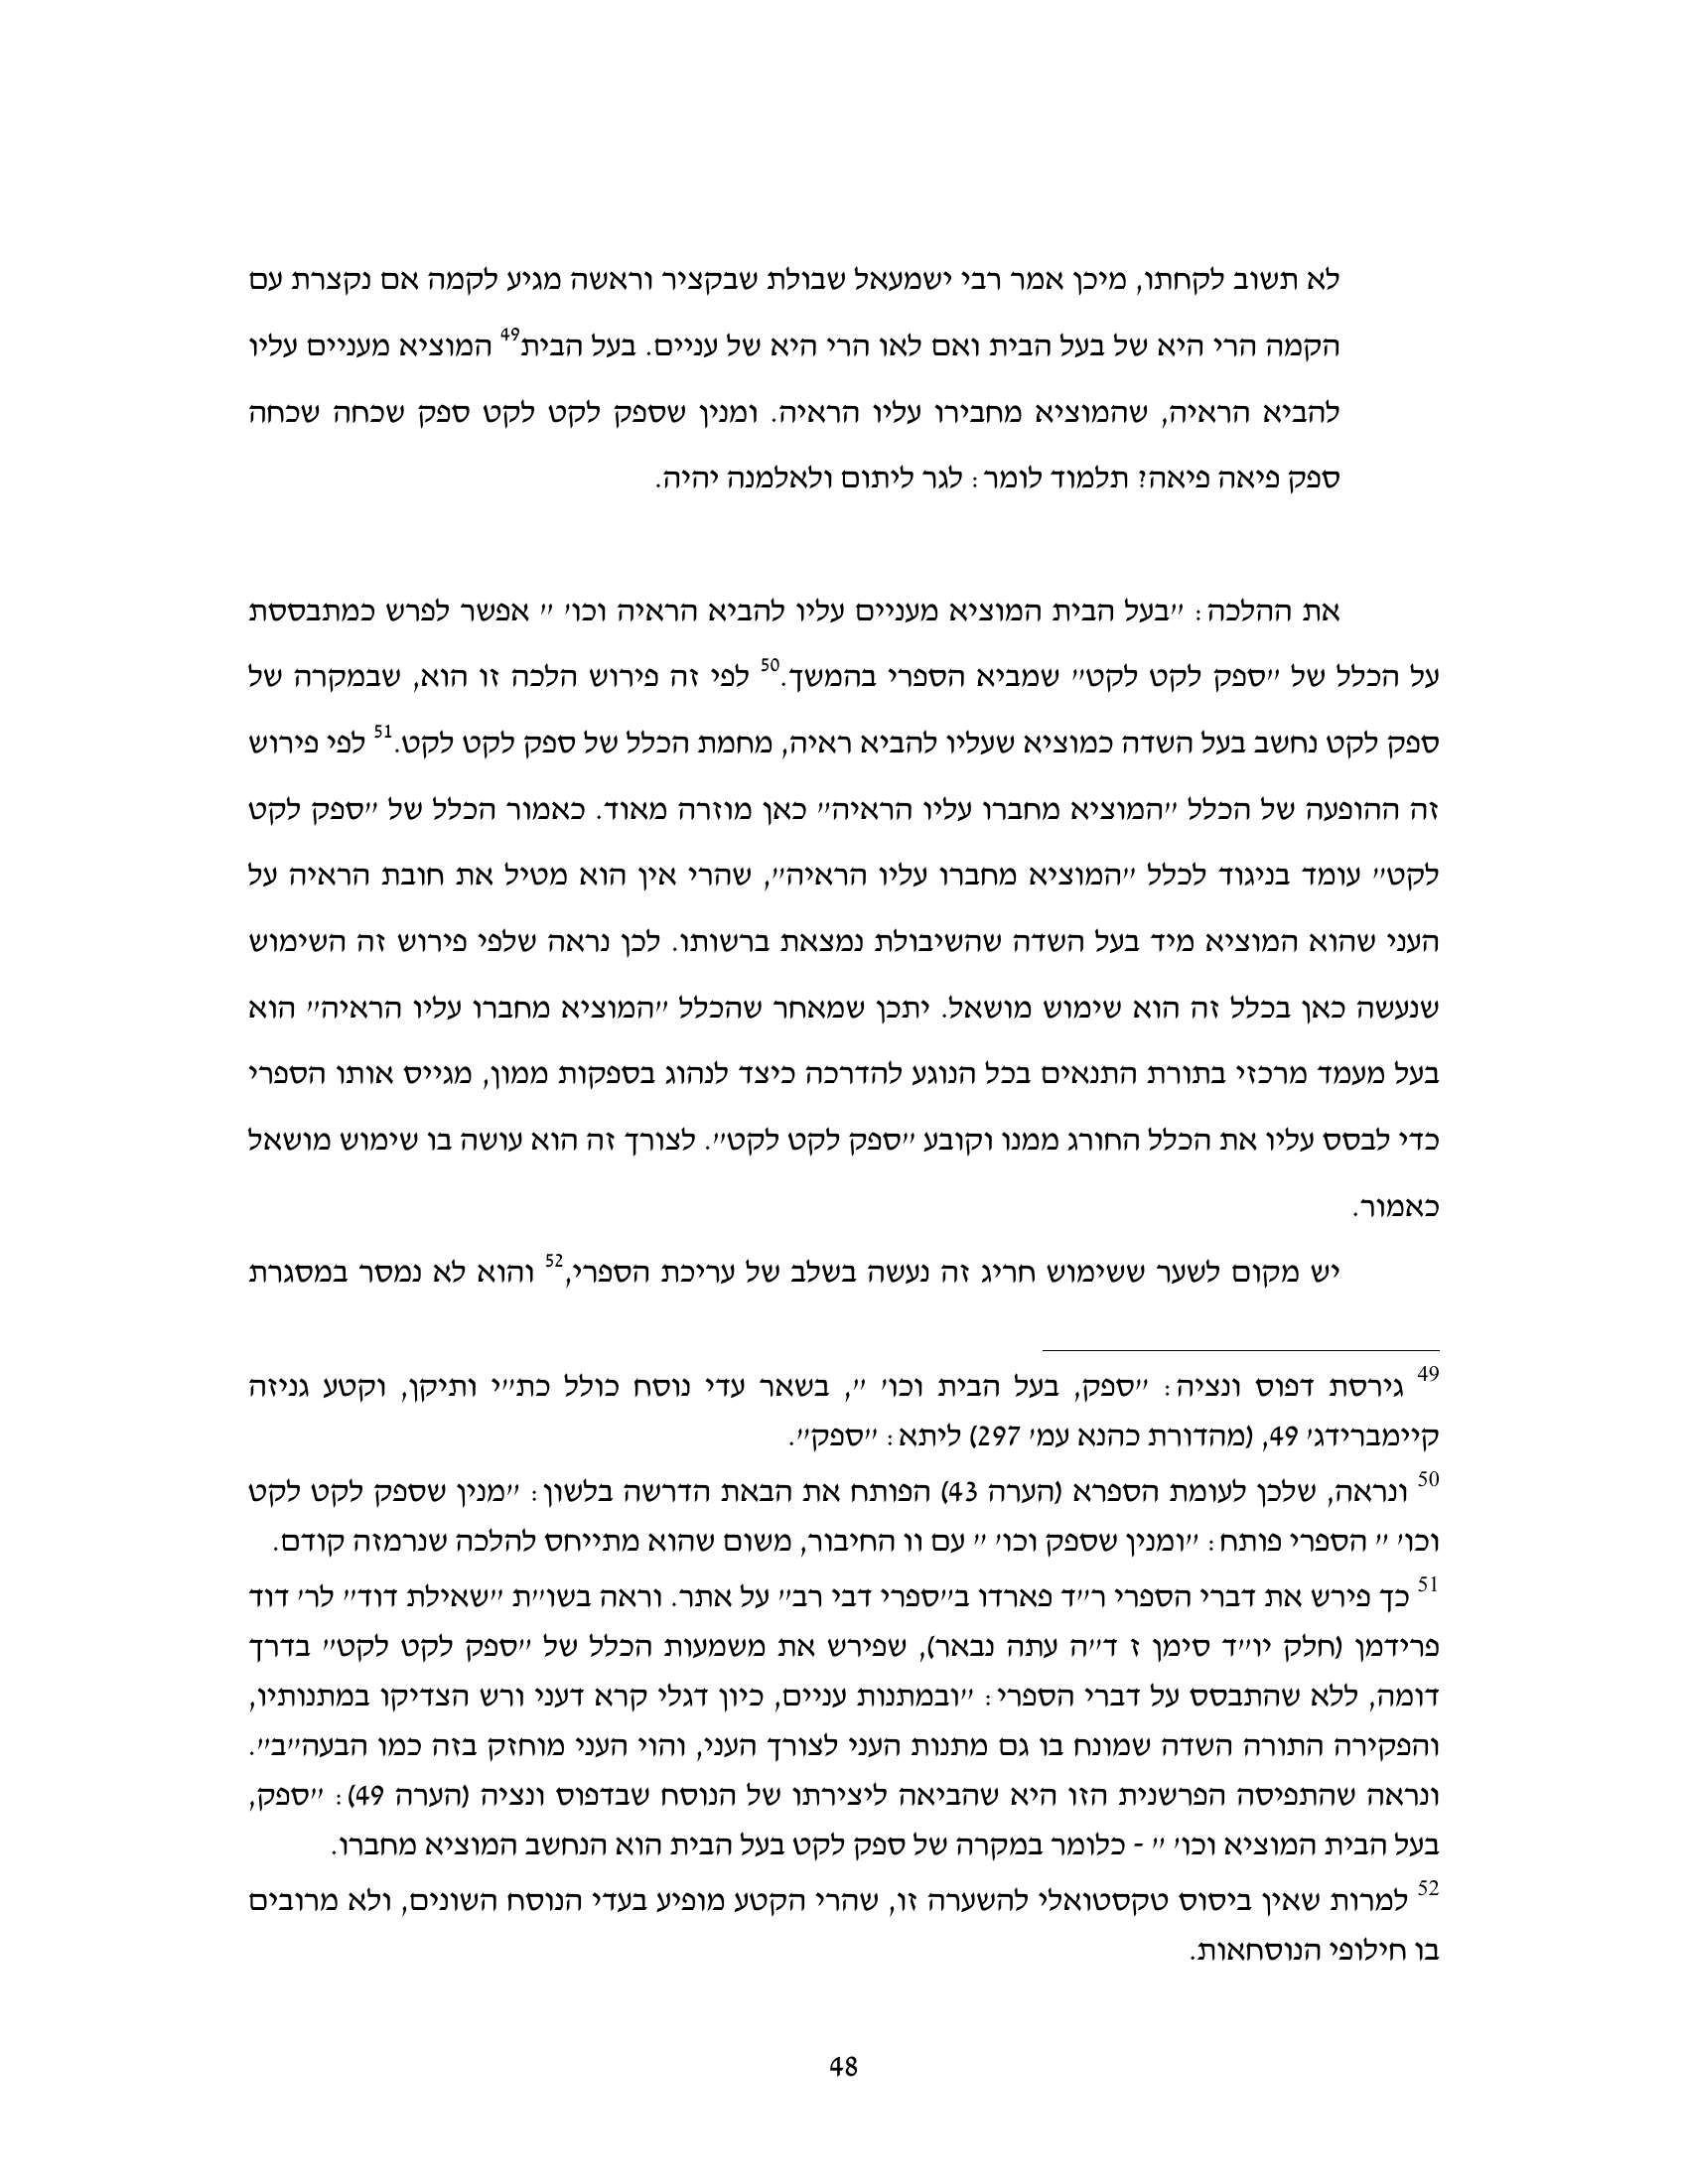 לא תשוב לקחתו, מיכן אמר רבי ישמעאל שבולת שבקציר וראשה מגיע לקמה אם נקצרת עם
הקמה הרי היא של בעל הבית ואם לאו הרי היא של עניים. בעל הבית49 המוציא מעניים עליו
להביא הראיה, שהמוציא מחבירו עליו הראיה. ומנין שספק לקט לקט ספק שכחה שכחה
ספק פיאה פיאה? תלמוד לומר: לגר ליתום ולאלמנה יהיה.
את ההלכה: "בעל הבית המוציא מעניים עליו להביא הראיה וכו' " אפשר לפרש כמתבססת
על הכלל של "ספק לקט לקט" שמביא הספרי בהמשך.50 לפי זה פירוש הלכה זו הוא, שבמקרה של
ספק לקט נחשב בעל השדה כמוציא שעליו להביא ראיה, מחמת הכלל של ספק לקט לקט.51 לפי פירוש
זה ההופעה של הכלל "המוציא מחברו עליו הראיה" כאן מוזרה מאוד. כאמור הכלל של "ספק לקט
לקט" עומד בניגוד לכלל "המוציא מחברו עליו הראיה", שהרי אין הוא מטיל את חובת הראיה על
העני שהוא המוציא מיד בעל השדה שהשיבולת נמצאת ברשותו. לכן נראה שלפי פירוש זה השימוש
שנעשה כאן בכלל זה הוא שימוש מושאל. יתכן שמאחר שהכלל "המוציא מחברו עליו הראיה" הוא
בעל מעמד מרכזי בתורת התנאים בכל הנוגע להדרכה כיצד לנהוג בספקות ממון, מגייס אותו הספרי
כדי לבסס עליו את הכלל החורג ממנו וקובע "ספק לקט לקט". לצורך זה הוא עושה בו שימוש מושאל
כאמור.
יש מקום לשער ששימוש חריג זה נעשה בשלב של עריכת הספרי,52 והוא לא נמסר במסגרת
49 גירסת דפוס ונציה: "ספק, בעל הבית וכו' ", בשאר עדי נוסח כולל כת"י ותיקן, וקטע גניזה
קיימברידג' 49, (מהדורת כהנא עמ' 297) ליתא: "ספק".
50 ונראה, שלכן לעומת הספרא (הערה 43) הפותח את הבאת הדרשה בלשון: "מנין שספק לקט לקט
וכו' " הספרי פותח: "ומנין שספק וכו' " עם וו החיבור, משום שהוא מתייחס להלכה שנרמזה קודם.
51 כך פירש את דברי הספרי ר"ד פארדו ב"ספרי דבי רב" על אתר. וראה בשו"ת "שאילת דוד" לר' דוד
פרידמן (חלק יו"ד סימן ז ד"ה עתה נבאר), שפירש את משמעות הכלל של "ספק לקט לקט" בדרך
דומה, ללא שהתבסס על דברי הספרי: "ובמתנות עניים, כיון דגלי קרא דעני ורש הצדיקו במתנותיו,
והפקירה התורה השדה שמונח בו גם מתנות העני לצורך העני, והוי העני מוחזק בזה כמו הבעה"ב".
ונראה שהתפיסה הפרשנית הזו היא שהביאה ליצירתו של הנוסח שבדפוס ונציה (הערה 49): "ספק,
בעל הבית המוציא וכו' " - כלומר במקרה של ספק לקט בעל הבית הוא הנחשב המוציא מחברו.
52 למרות שאין ביסוס טקסטואלי להשערה זו, שהרי הקטע מופיע בעדי הנוסח השונים, ולא מרובים
בו חילופי הנוסחאות.
48